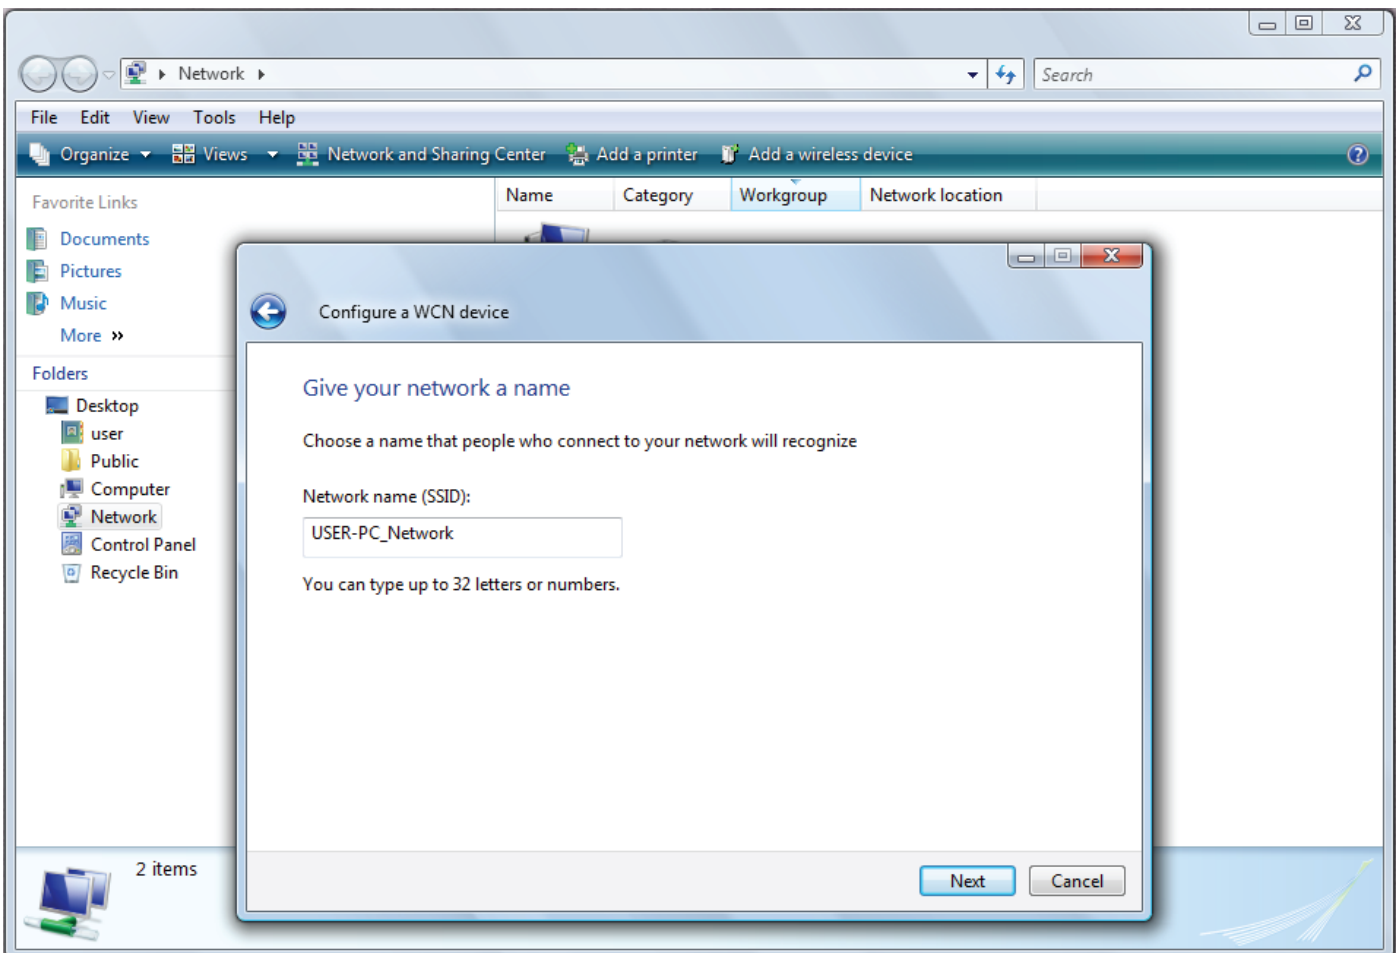 Network
Search
File Edit View Tools Help
Organize Views Network and Sharing Center Add a printer Add a wireless device
Favorite Links
Documents
Pictures
Music
More »
Folders
Desktop
user
Public
Computer
Network
Control Panel
Recycle Bin
Name Category Workgroup Network location
Configure a WCN device
Give your network a name
Choose a name that people who connect to your network will recognize
Network name (SSID):
USER-PC_Network
You can type up to 32 letters or numbers.
Next Cancel
2 items